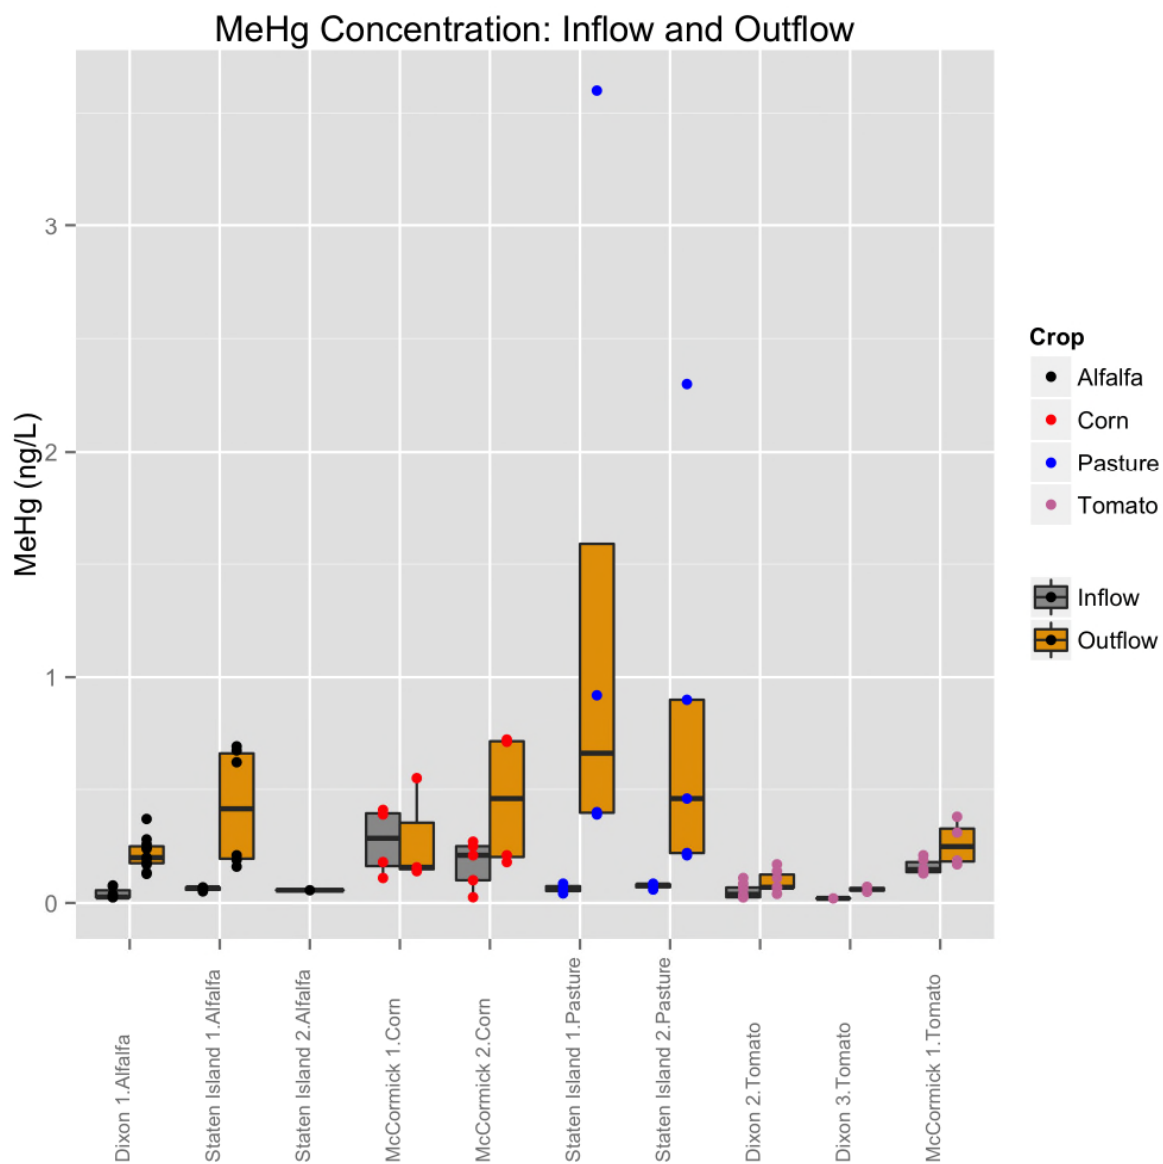 MeHg Concentration: Inflow and Outflow
MeHg (ng/L)
3
2
1
0
Dixon 1.Alfalfa
Staten Island 1.Alfalfa
Staten Island 2.Alfalfa
McCormick 1.Corn
McCormick 2.Corn
Staten Island 1.Pasture
Staten Island 2.Pasture
Dixon 2.Tomato
Dixon 3.Tomato
McCormick 1.Tomato
Crop
Alfalfa
Corn
Pasture
Tomato
Inflow
Outflow